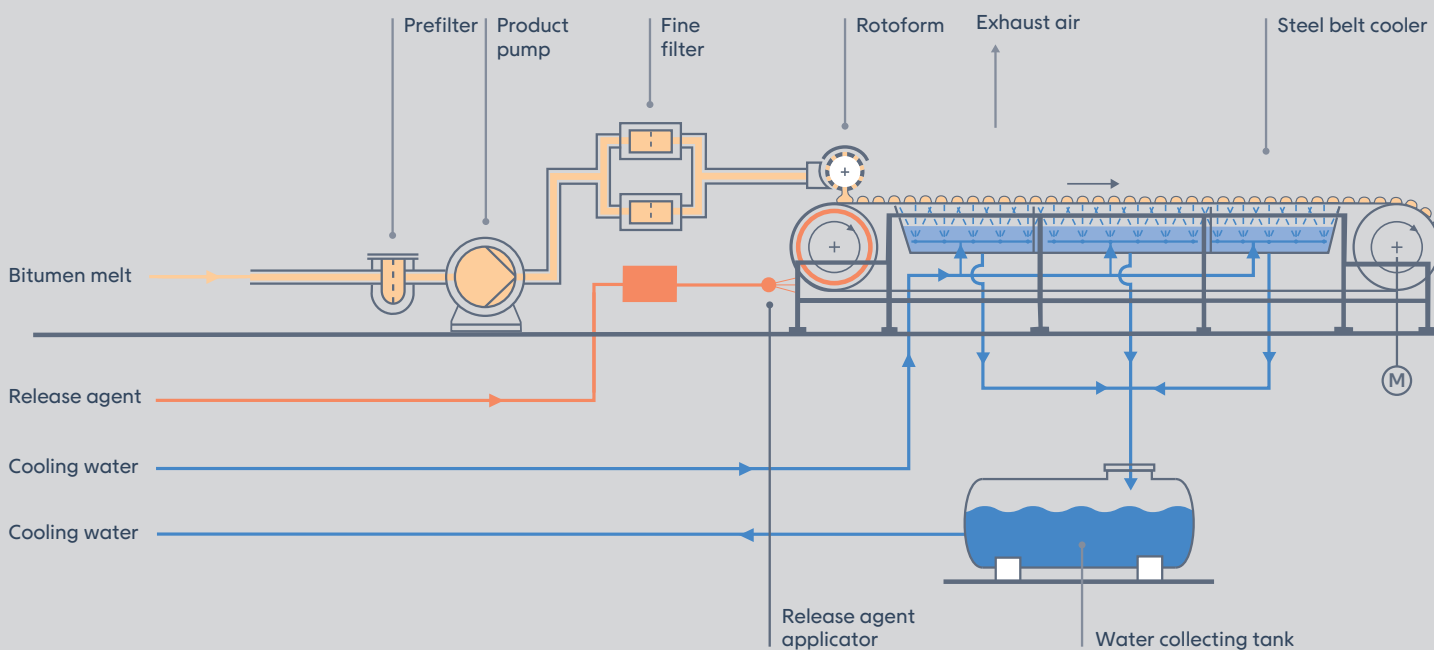 Prefilter
Product
pump
Fine
filter
Rotoform
Exhaust air
Steel belt cooler
Bitumen melt
Release agent
M
Cooling water
Cooling water
Release agent
applicator
Water collecting tank